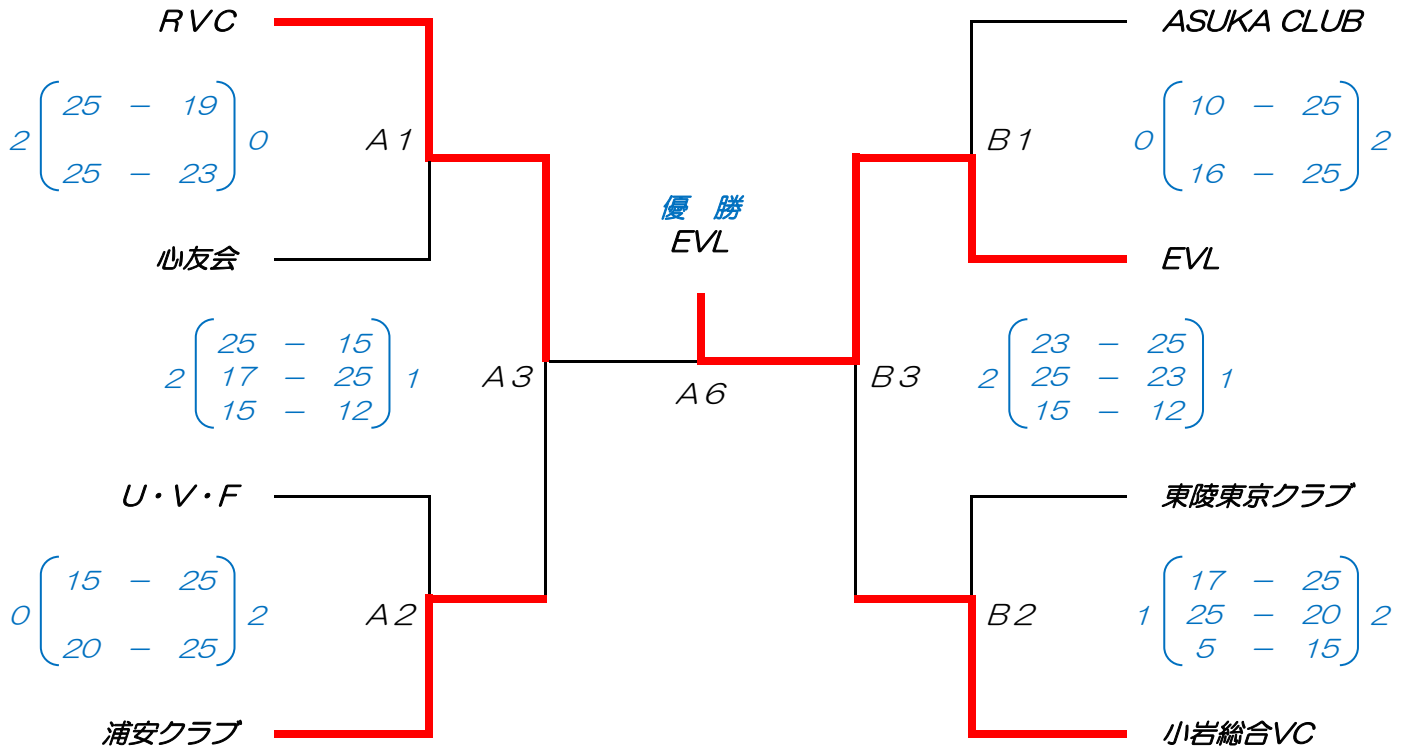 RVC
ASUKA CLUB
2 25 － 19 0
25 － 23
A1
B1
0 10 － 25 2
16 － 25
優　勝
EVL
心友会
EVL
2 25 － 15 1
17 － 25
15 － 12
A3
A6
B3
2 23 － 25 1
25 － 23
15 － 12
U・V・F
東陵東京クラブ
0 15 － 25 2
20 － 25
A2
B2
1 17 － 25 2
25 － 20
5 － 15
浦安クラブ
小岩総合VC